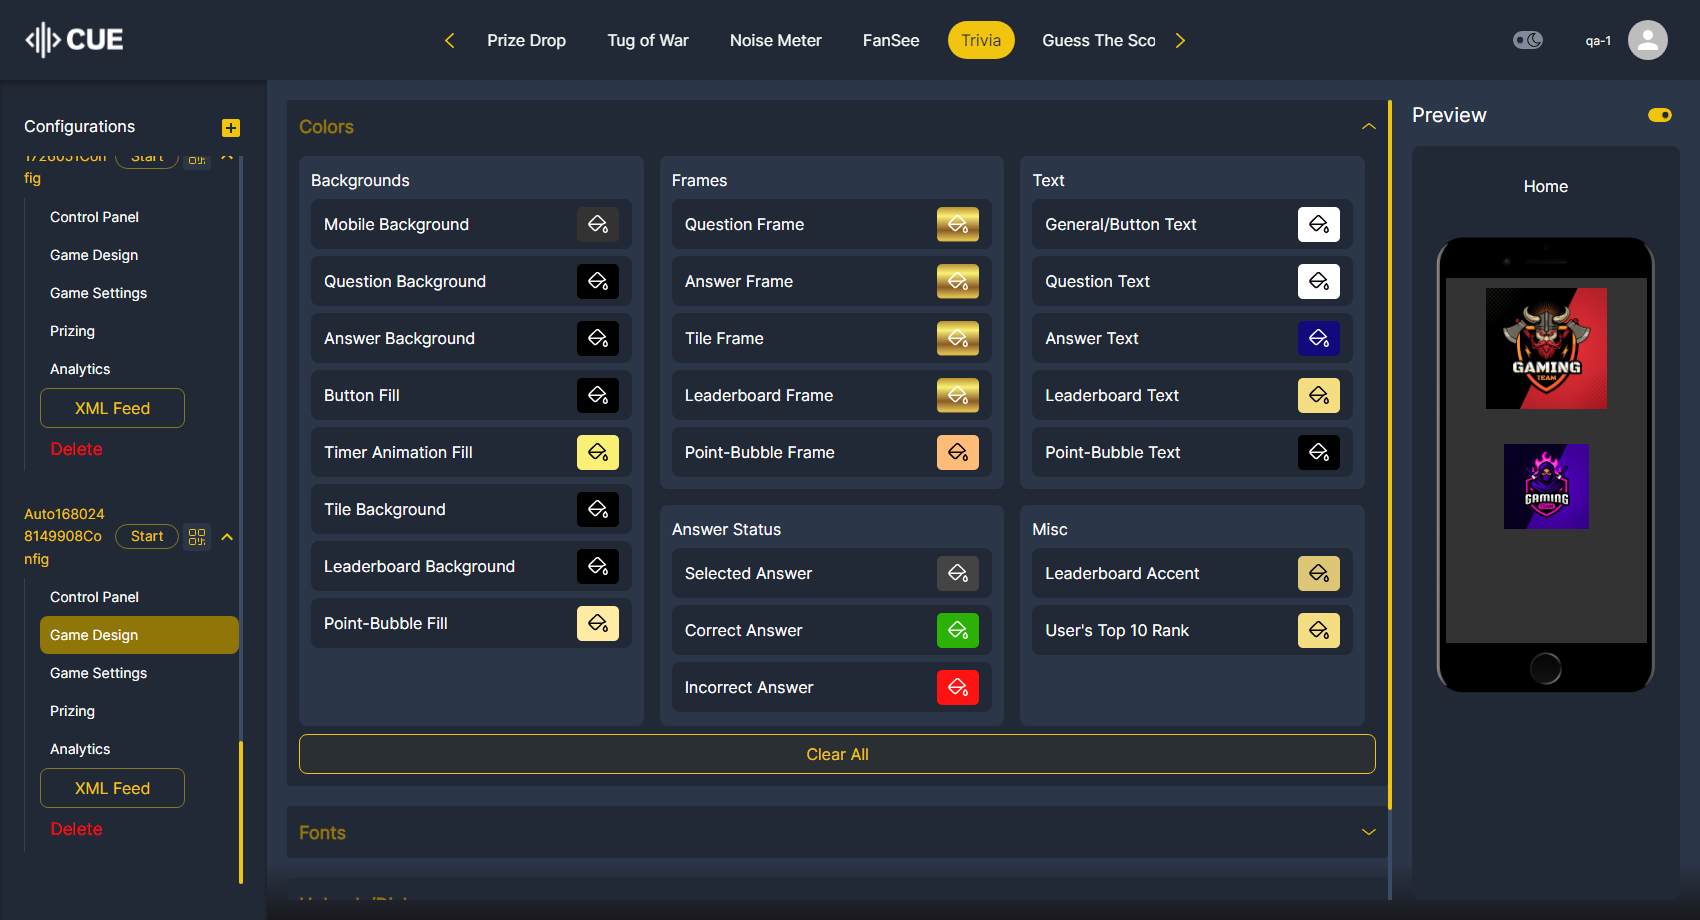 CUE
Prize Drop
Tug of War
Noise Meter
FanSee
Trivia
Guess The Sco
qa-1
Configurations
Start
fig
Control Panel
Game Design
Game Settings
Prizing
Analytics
XML Feed
Delete
Auto168024
8149908Co
nfig
Start
Control Panel
Game Design
Game Settings
Prizing
Analytics
XML Feed
Delete
Colors
Backgrounds
Mobile Background
Question Background
Answer Background
Button Fill
Timer Animation Fill
Tile Background
Leaderboard Background
Point-Bubble Fill
Frames
Question Frame
Answer Frame
Tile Frame
Leaderboard Frame
Point-Bubble Frame
Text
General/Button Text
Question Text
Answer Text
Leaderboard Text
Point-Bubble Text
Answer Status
Selected Answer
Correct Answer
Incorrect Answer
Misc
Leaderboard Accent
User's Top 10 Rank
Clear All
Fonts
Preview
Home
GAMING
TEAM
GAMING
TEAM